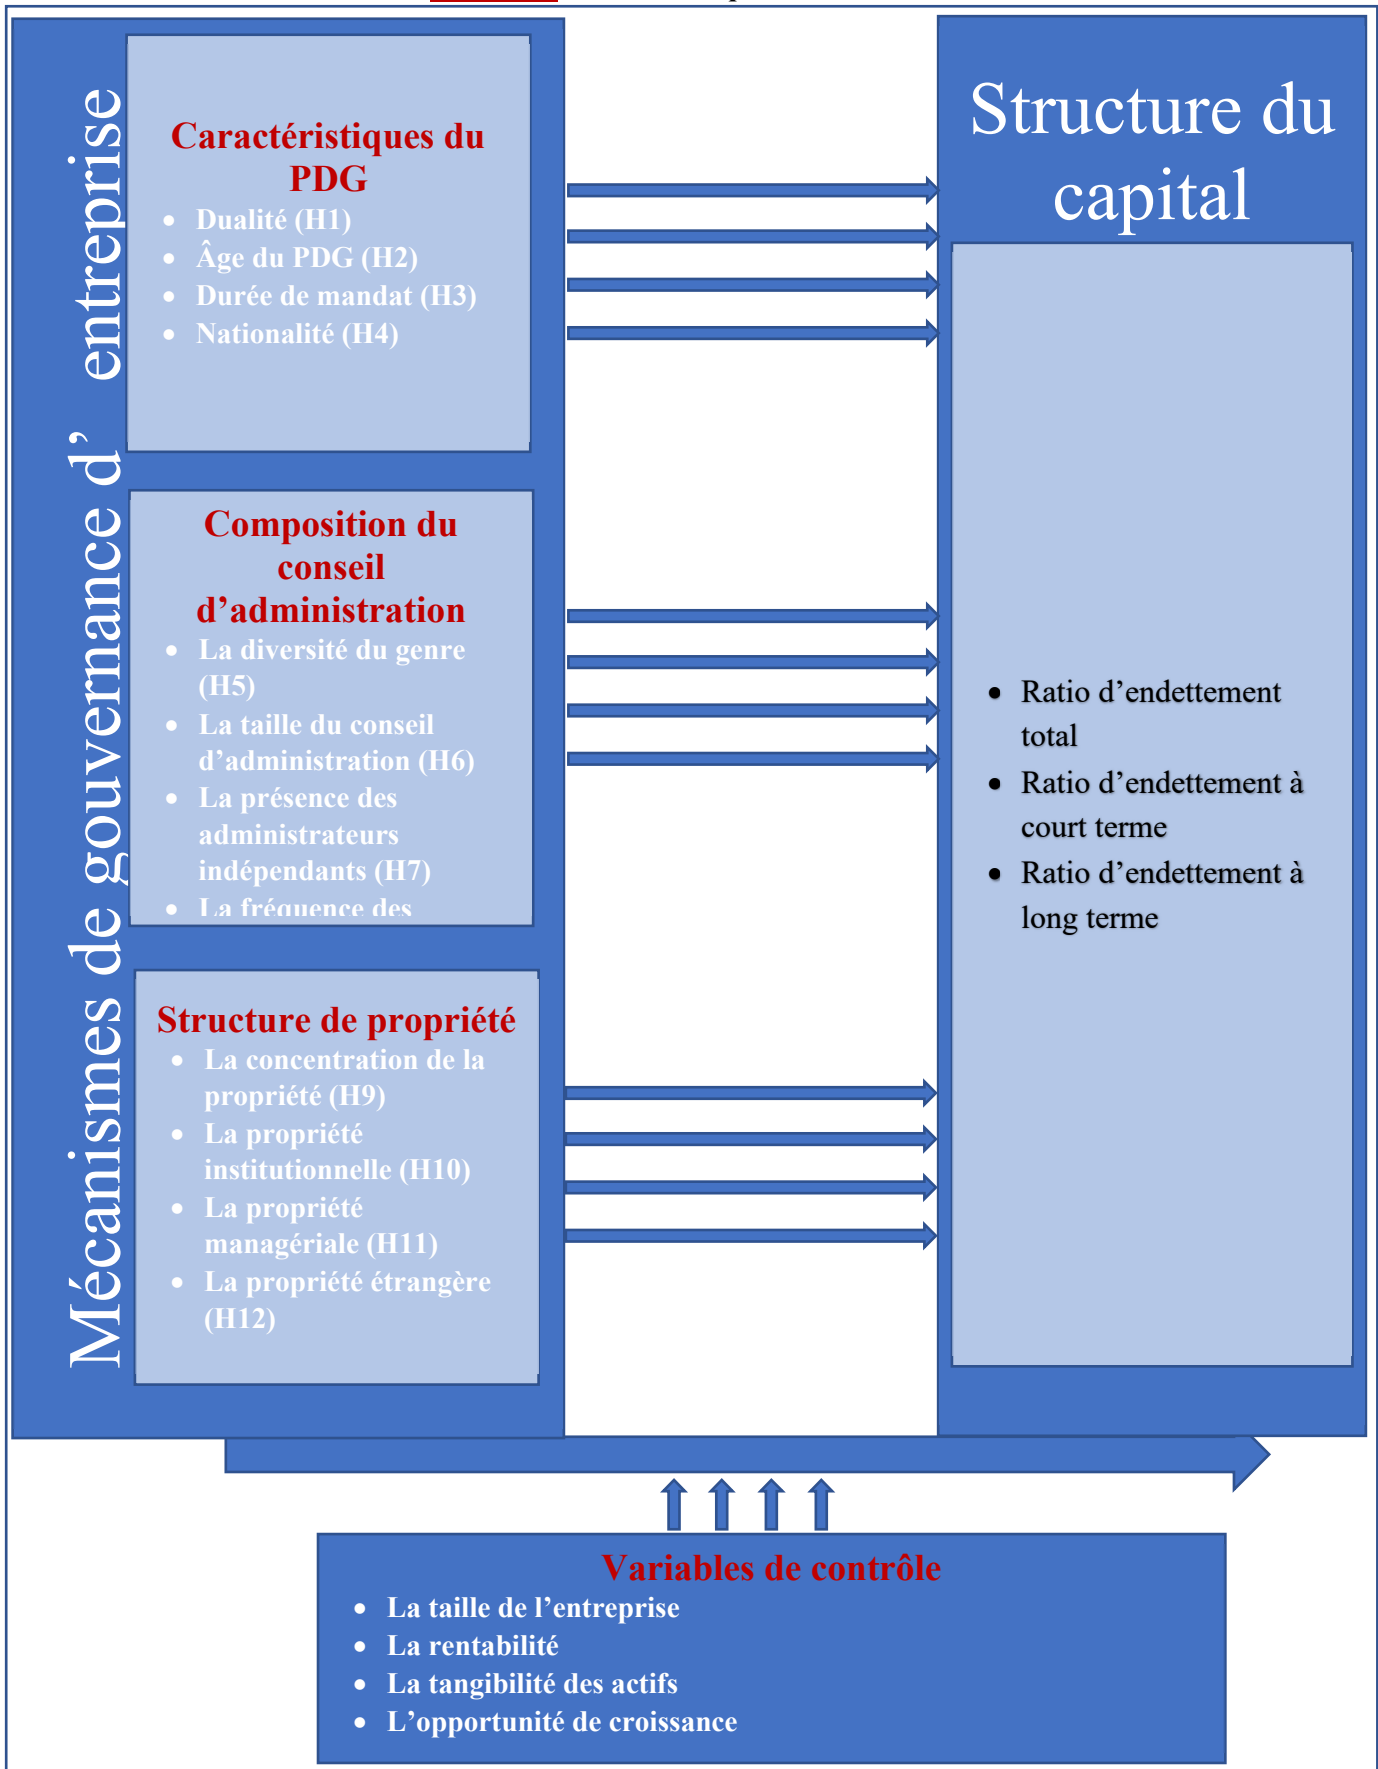 Mécanismes de gouvernance d’ entreprise
Caractéristiques du
PDG
• Dualité (H1)
• Âge du PDG (H2)
• Durée de mandat (H3)
• Nationalité (H4)
Composition du
conseil
d’administration
• La diversité du genre
(H5)
• La taille du conseil
d’administration (H6)
• La présence des
administrateurs
indépendants (H7)
• La fréquence des
Structure de propriété
• La concentration de la
propriété (H9)
• La propriété
institutionnelle (H10)
• La propriété
managériale (H11)
• La propriété étrangère
(H12)
Structure du
capital
• Ratio d’endettement
total
• Ratio d’endettement à
court terme
• Ratio d’endettement à
long terme
Variables de contrôle
• La taille de l’entreprise
• La rentabilité
• La tangibilité des actifs
• L’opportunité de croissance